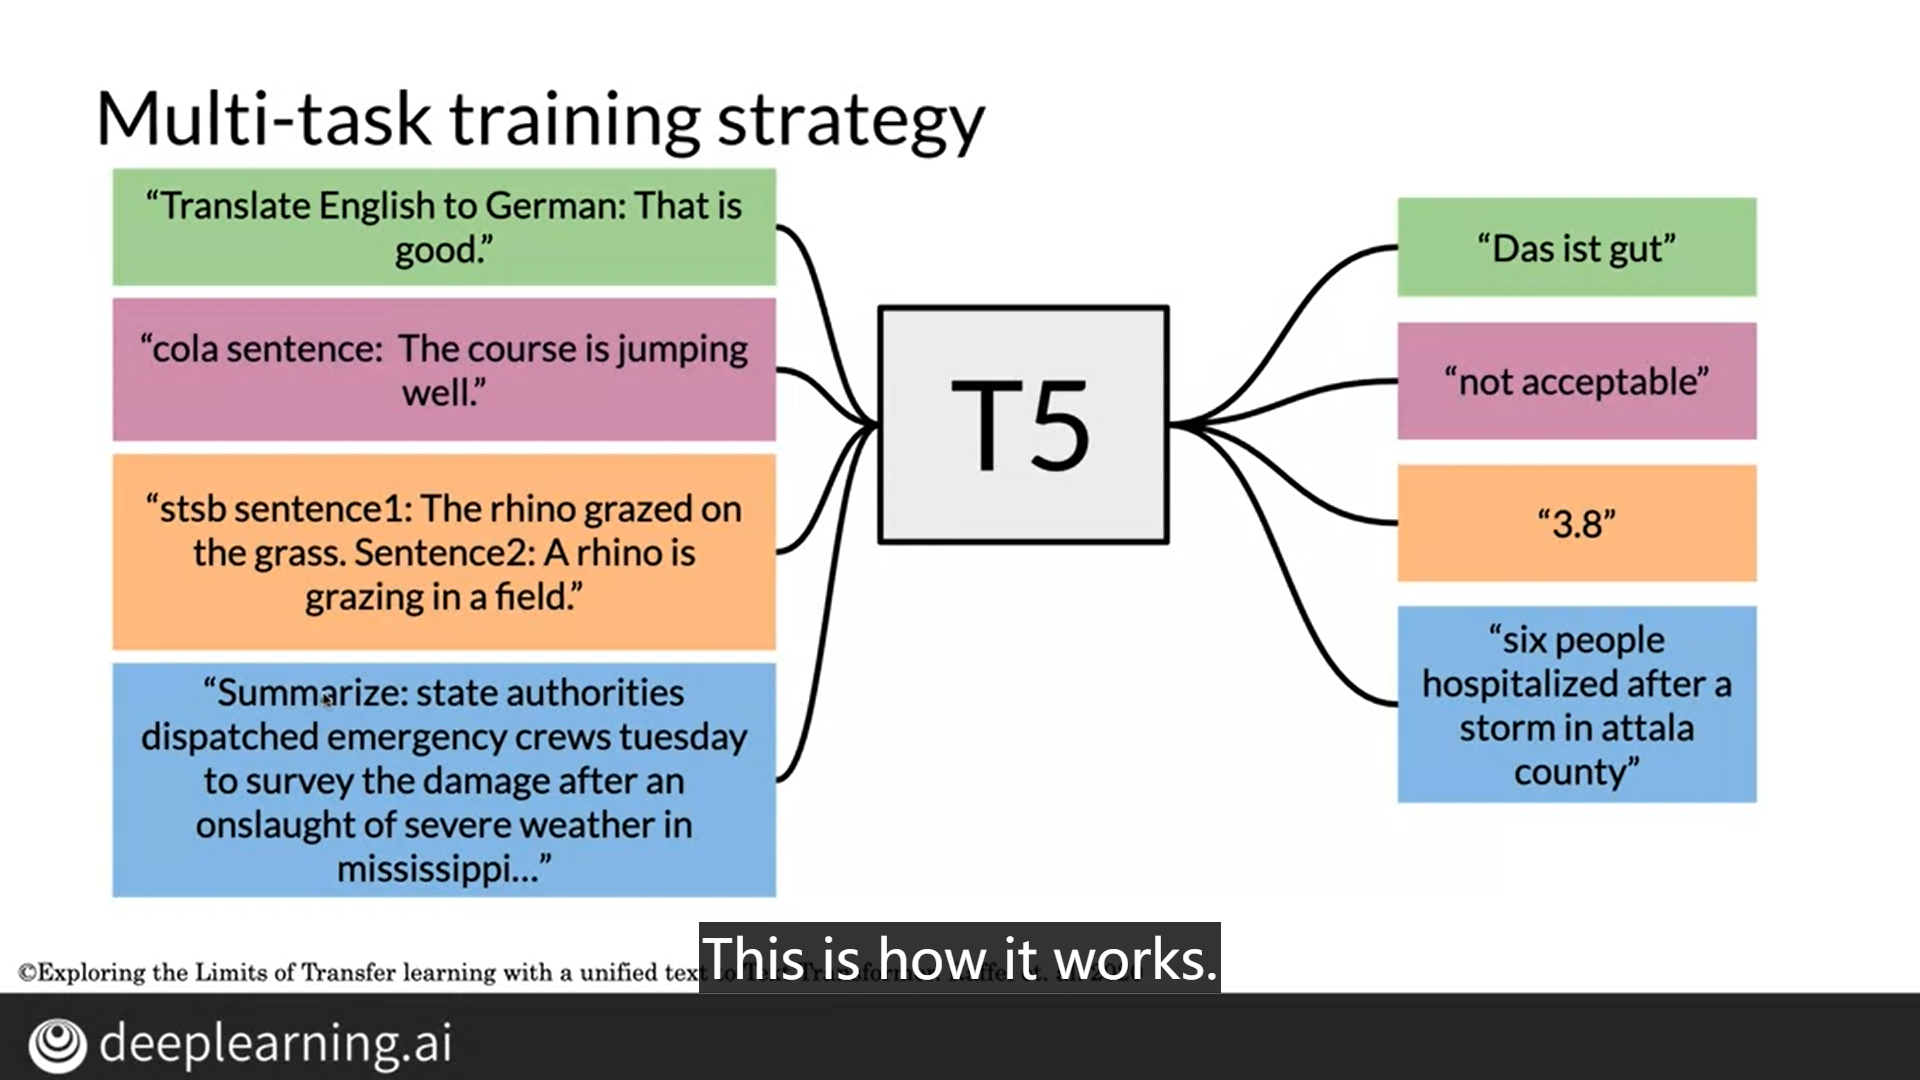 Multi-task training strategy
“Translate English to German: That is
good.”
“cola sentence:  The course is jumping
well.”
“stsb sentence1: The rhino grazed on
the grass. Sentence2: A rhino is
grazing in a field.”
“Summarize: state authorities
dispatched emergency crews tuesday
to survey the damage after an
onslaught of severe weather in
mississippi...”
T5
“Das ist gut”
“not acceptable”
“3.8”
“six people
hospitalized after a
storm in attala
county”
This is how it works.
©Exploring the Limits of Transfer learning with a unified text to Text Transformer.
deeplearning.ai